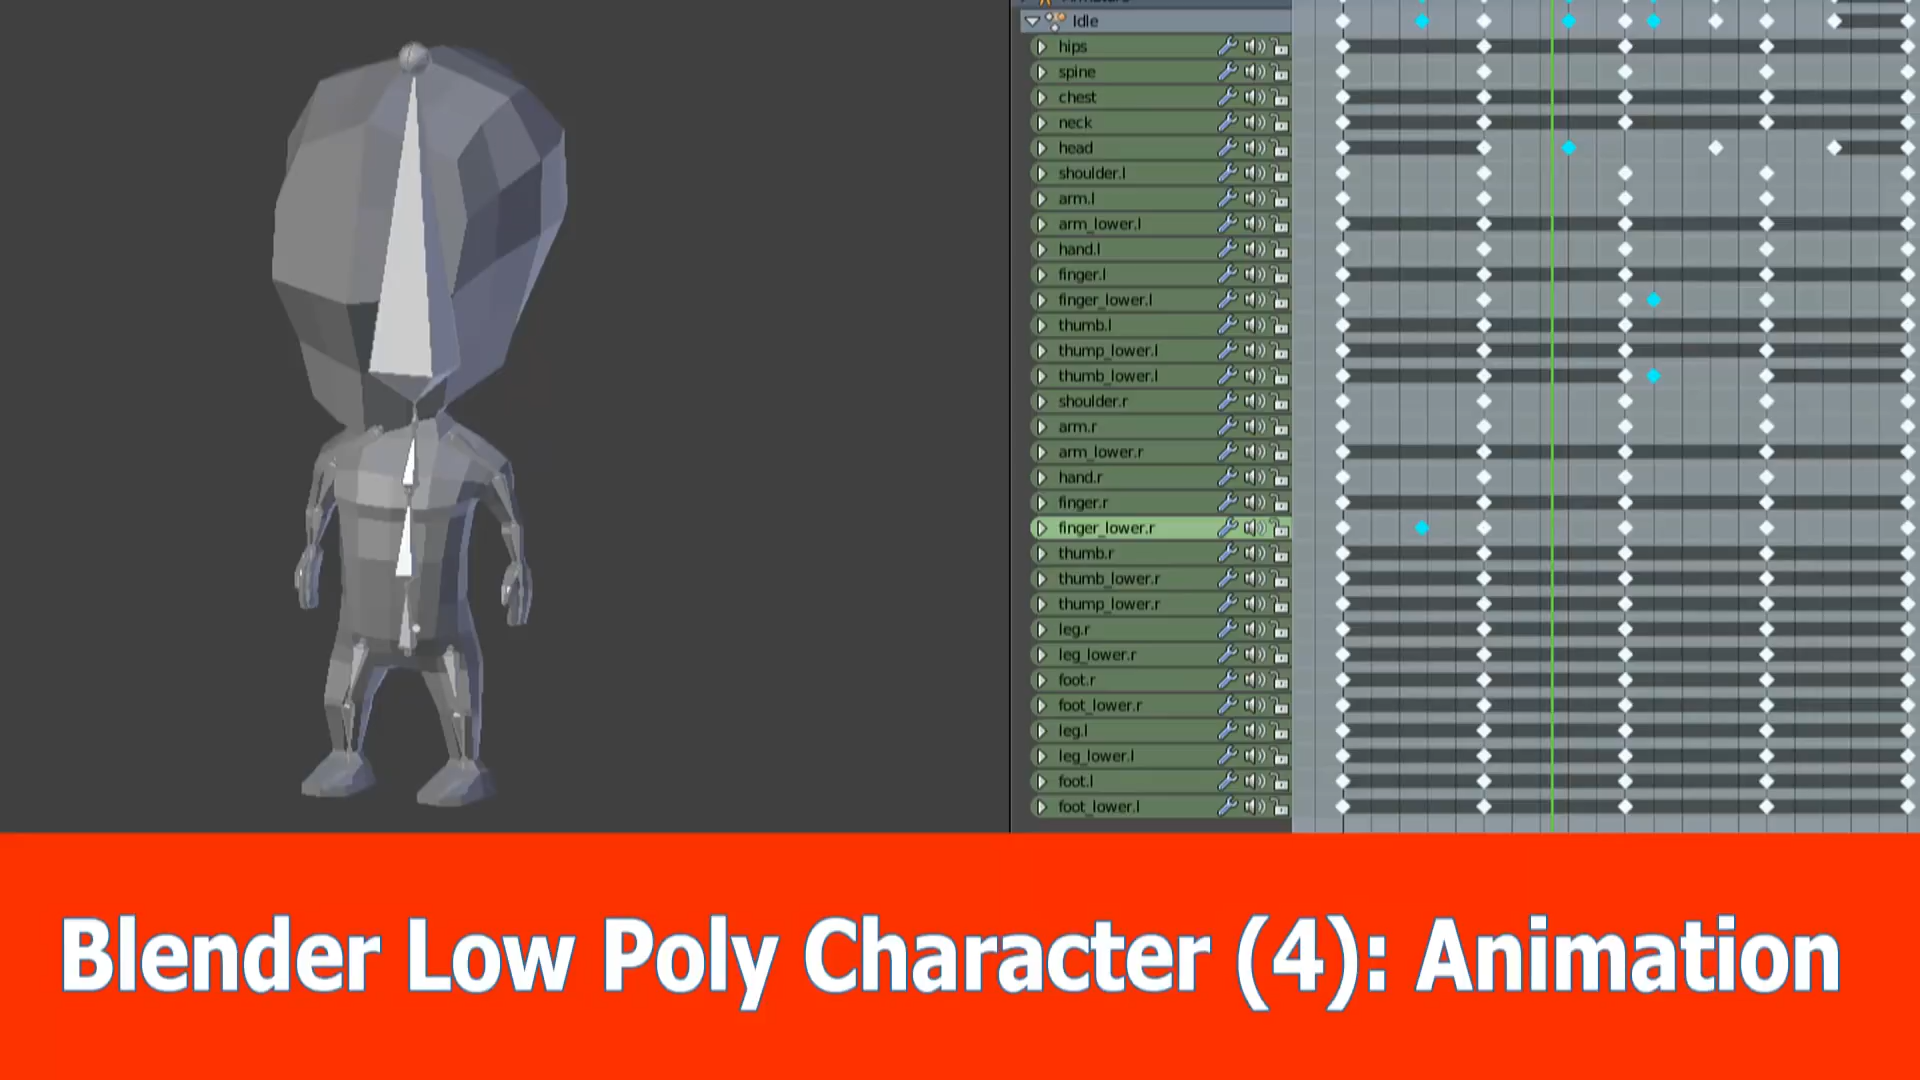 Idle
hips
spine
chest
neck
head
shoulder.l
arm.l
arm_lower.l
hand.l
finger.l
finger_lower.l
thumb.l
thump_lower.l
thumb_lower.l
shoulder.r
arm.r
arm_lower.r
hand.r
finger.r
finger_lower.r
thumb.r
thumb_lower.r
thump_lower.r
leg.r
leg_lower.r
foot.r
foot_lower.r
leg.l
leg_lower.l
foot.l
foot_lower.l
Blender Low Poly Character (4): Animation